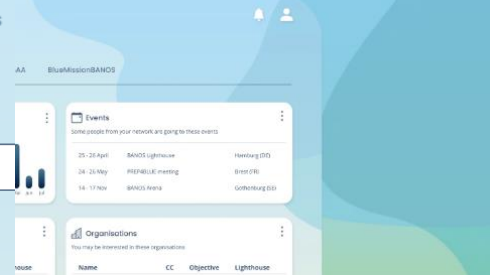 AA BlueMissionBANOS
Events
Some people from your network are going to these events
25 - 26 April BANOS Lighthouse Hamburg (DE)
24 - 26 May PREP4BLUE meeting Brest (FR)
14 - 17 Nov BANOS Arena Gothenburg (SE)
Organisations
You may be interested in these organisations
Name CC Objective Lighthouse